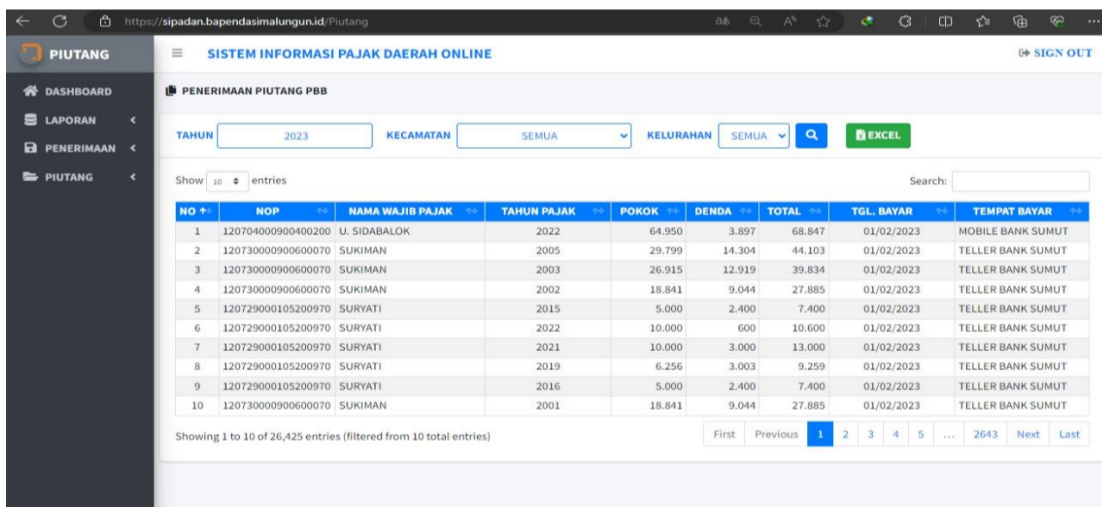 https://sipadan.bapendasimalungun.id/Piutang
PIUTANG
SISTEM INFORMASI PAJAK DAERAH ONLINE
SIGN OUT
DASHBOARD
LAPORAN
PENERIMAAN
PIUTANG
PENERIMAAN PIUTANG PBB
TAHUN 2023 KECAMATAN SEMUA KELURAHAN SEMUA EXCEL
Show 10 entries Search:
NO NOP NAMA WAJIB PAJAK TAHUN PAJAK POKOK DENDA TOTAL TGL. BAYAR TEMPAT BAYAR
1 120704000900400200 U. SIDABALOK 2022 64.950 3.897 68.847 01/02/2023 MOBILE BANK SUMUT
2 120730000900600070 SUKIMAN 2005 29.799 14.304 44.103 01/02/2023 TELLER BANK SUMUT
3 120730000900600070 SUKIMAN 2003 26.915 12.919 39.834 01/02/2023 TELLER BANK SUMUT
4 120730000900600070 SUKIMAN 2002 18.841 9.044 27.885 01/02/2023 TELLER BANK SUMUT
5 120729000105200970 SURYATI 2015 5.000 2.400 7.400 01/02/2023 TELLER BANK SUMUT
6 120729000105200970 SURYATI 2022 10.000 600 10.600 01/02/2023 TELLER BANK SUMUT
7 120729000105200970 SURYATI 2021 10.000 3.000 13.000 01/02/2023 TELLER BANK SUMUT
8 120729000105200970 SURYATI 2019 6.256 3.003 9.259 01/02/2023 TELLER BANK SUMUT
9 120729000105200970 SURYATI 2016 5.000 2.400 7.400 01/02/2023 TELLER BANK SUMUT
10 120730000900600070 SUKIMAN 2001 18.841 9.044 27.885 01/02/2023 TELLER BANK SUMUT
Showing 1 to 10 of 26,425 entries (filtered from 10 total entries)
First Previous 1 2 3 4 5 ... 2643 Next Last